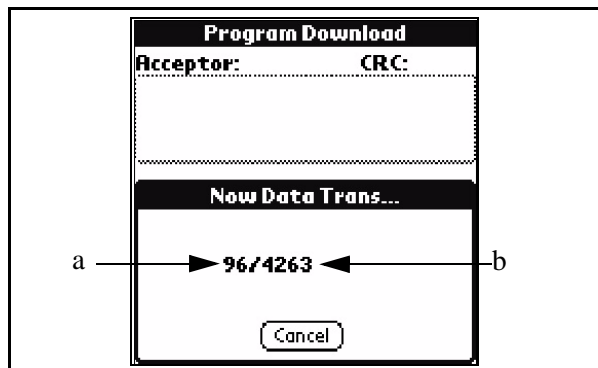 Program Download
Acceptor: CRC:
Now Data Trans...
a 96/4263 b
Cancel